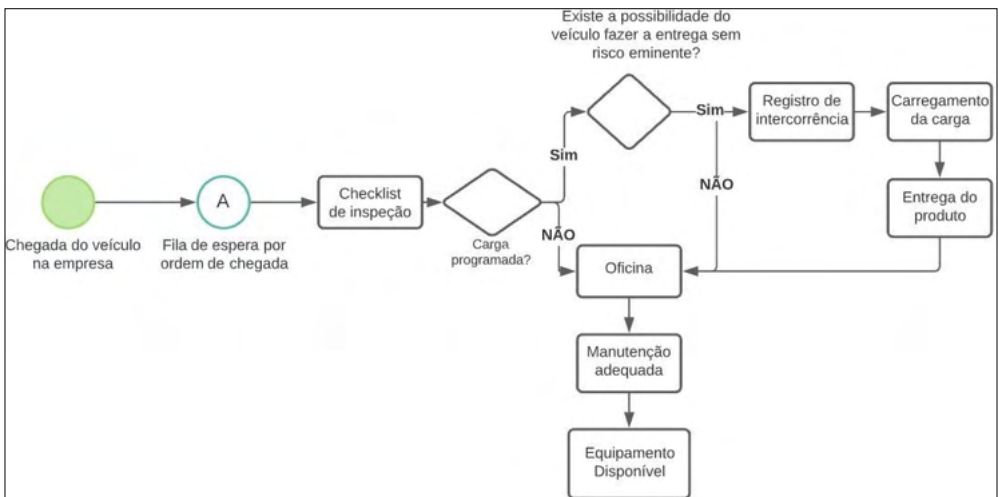 Existe a possibilidade do
veículo fazer a entrega sem
risco eminente?
Sim
Registro de
intercorrência
Carregamento
da carga
Sim
NÃO
A
Checklist
de inspeção
Entrega do
produto
Chegada do veículo
na empresa
Fila de espera por
ordem de chegada
Carga
programada?
NÃO
Oficina
Manutenção
adequada
Equipamento
Disponível